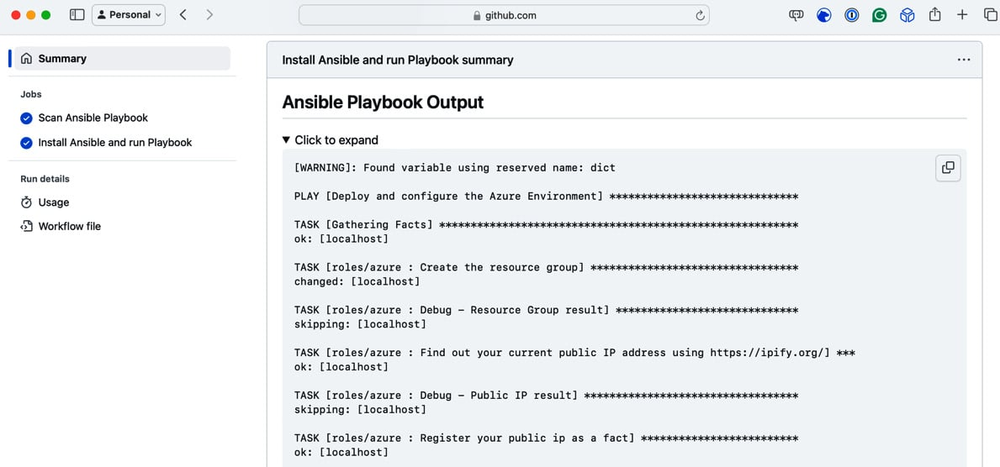 Personal
github.com
Summary
Jobs
Scan Ansible Playbook
Install Ansible and run Playbook
Run details
Usage
Workflow file
Install Ansible and run Playbook summary
Ansible Playbook Output
Click to expand
[WARNING]: Found variable using reserved name: dict
PLAY [Deploy and configure the Azure Environment] ******************************
TASK [Gathering Facts] *********************************************************
ok: [localhost]
TASK [roles/azure : Create the resource group] *********************************
changed: [localhost]
TASK [roles/azure : Debug – Resource Group result] *****************************
skipping: [localhost]
TASK [roles/azure : Find out your current public IP address using https://ipify.org/] ***
ok: [localhost]
TASK [roles/azure : Debug – Public IP result] **********************************
skipping: [localhost]
TASK [roles/azure : Register your public ip as a fact] *************************
ok: [localhost]